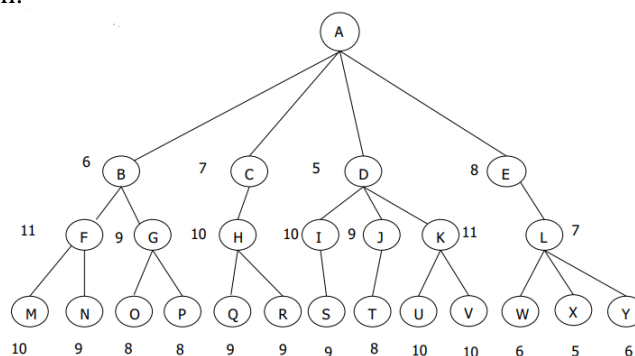 A
6 B 7 C 5 D 8 E
11 F 9 G 10 H 10 I 9 J K 11 L 7
M N O P Q R S T U V W X Y
10 9 8 8 9 9 9 8 10 10 6 5 6